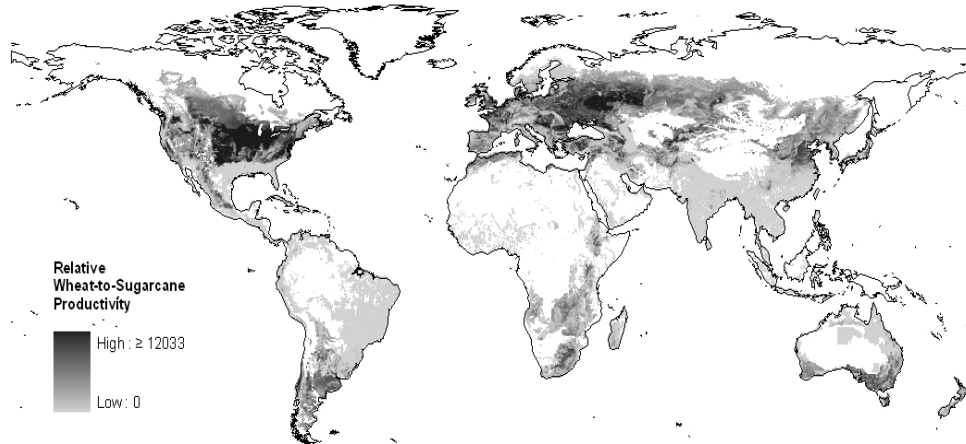 Relative
Wheat-to-Sugarcane
Productivity
High : ≥ 12033
Low : 0